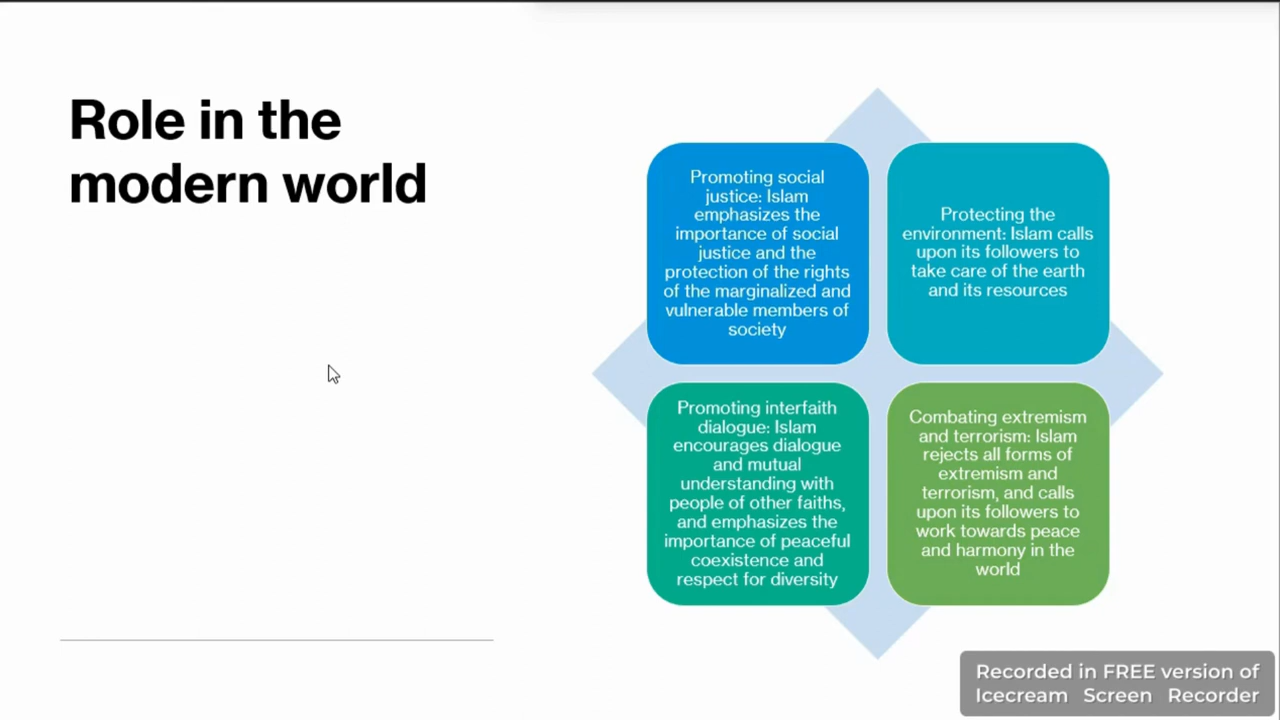 Role in the
modern world
Promoting social
justice: Islam
emphasizes the
importance of social
justice and the
protection of the rights
of the marginalized and
vulnerable members of
society
Protecting the
environment: Islam calls
upon its followers to
take care of the earth
and its resources
Promoting interfaith
dialogue: Islam
encourages dialogue
and mutual
understanding with
people of other faiths,
and emphasizes the
importance of peaceful
coexistence and
respect for diversity
Combating extremism
and terrorism: Islam
rejects all forms of
extremism and
terrorism, and calls
upon its followers to
work towards peace
and harmony in the
world
Recorded in FREE version of
Icecream Screen Recorder